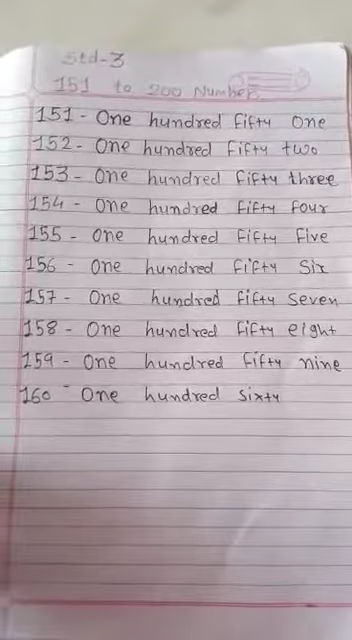 Std-3
151 to 200 Number
151 - One hundred fifty one
152 - One hundred fifty two
153 - One hundred fifty three
154 - One hundred fifty four
155 - One hundred fifty five
156 - One hundred fifty six
157 - One hundred fifty seven
158 - One hundred fifty eight
159 - One hundred fifty nine
160 - One hundred sixty